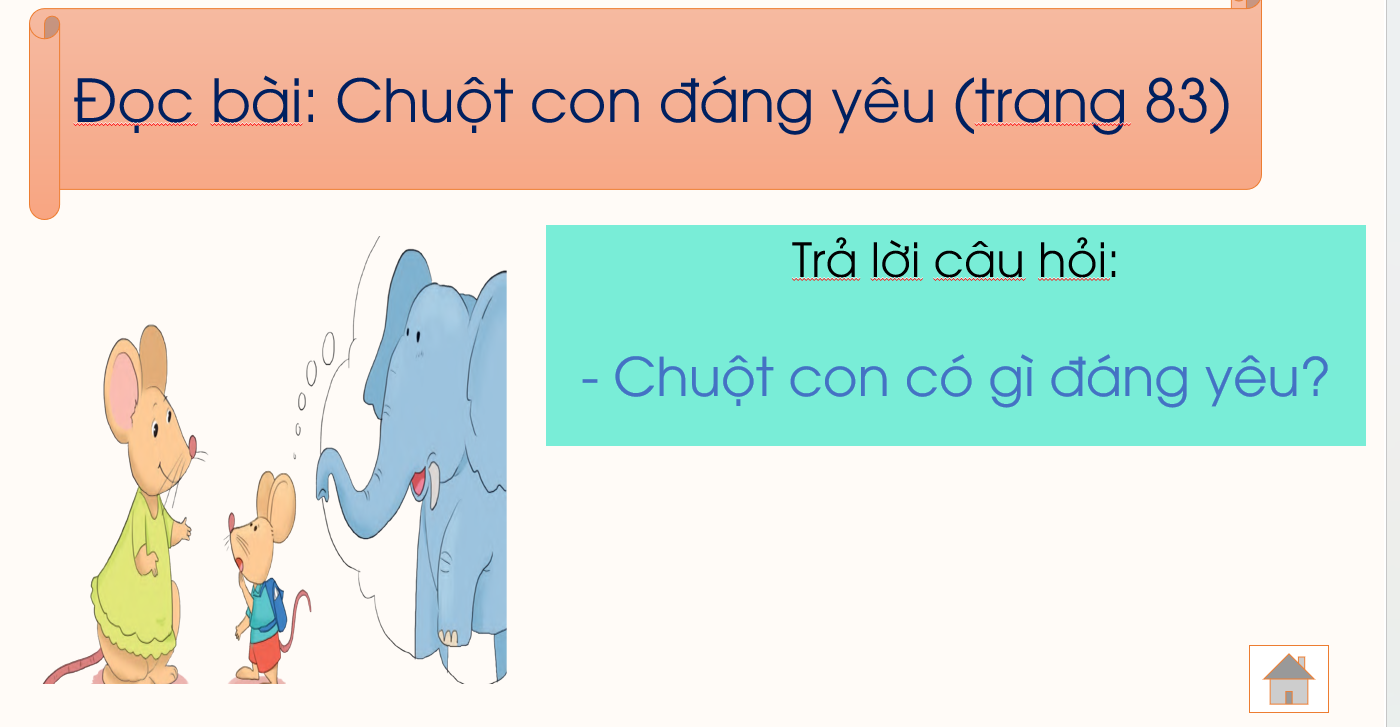 Đọc bài: Chuột con đáng yêu (trang 83)
Trả lời câu hỏi:
- Chuột con có gì đáng yêu?